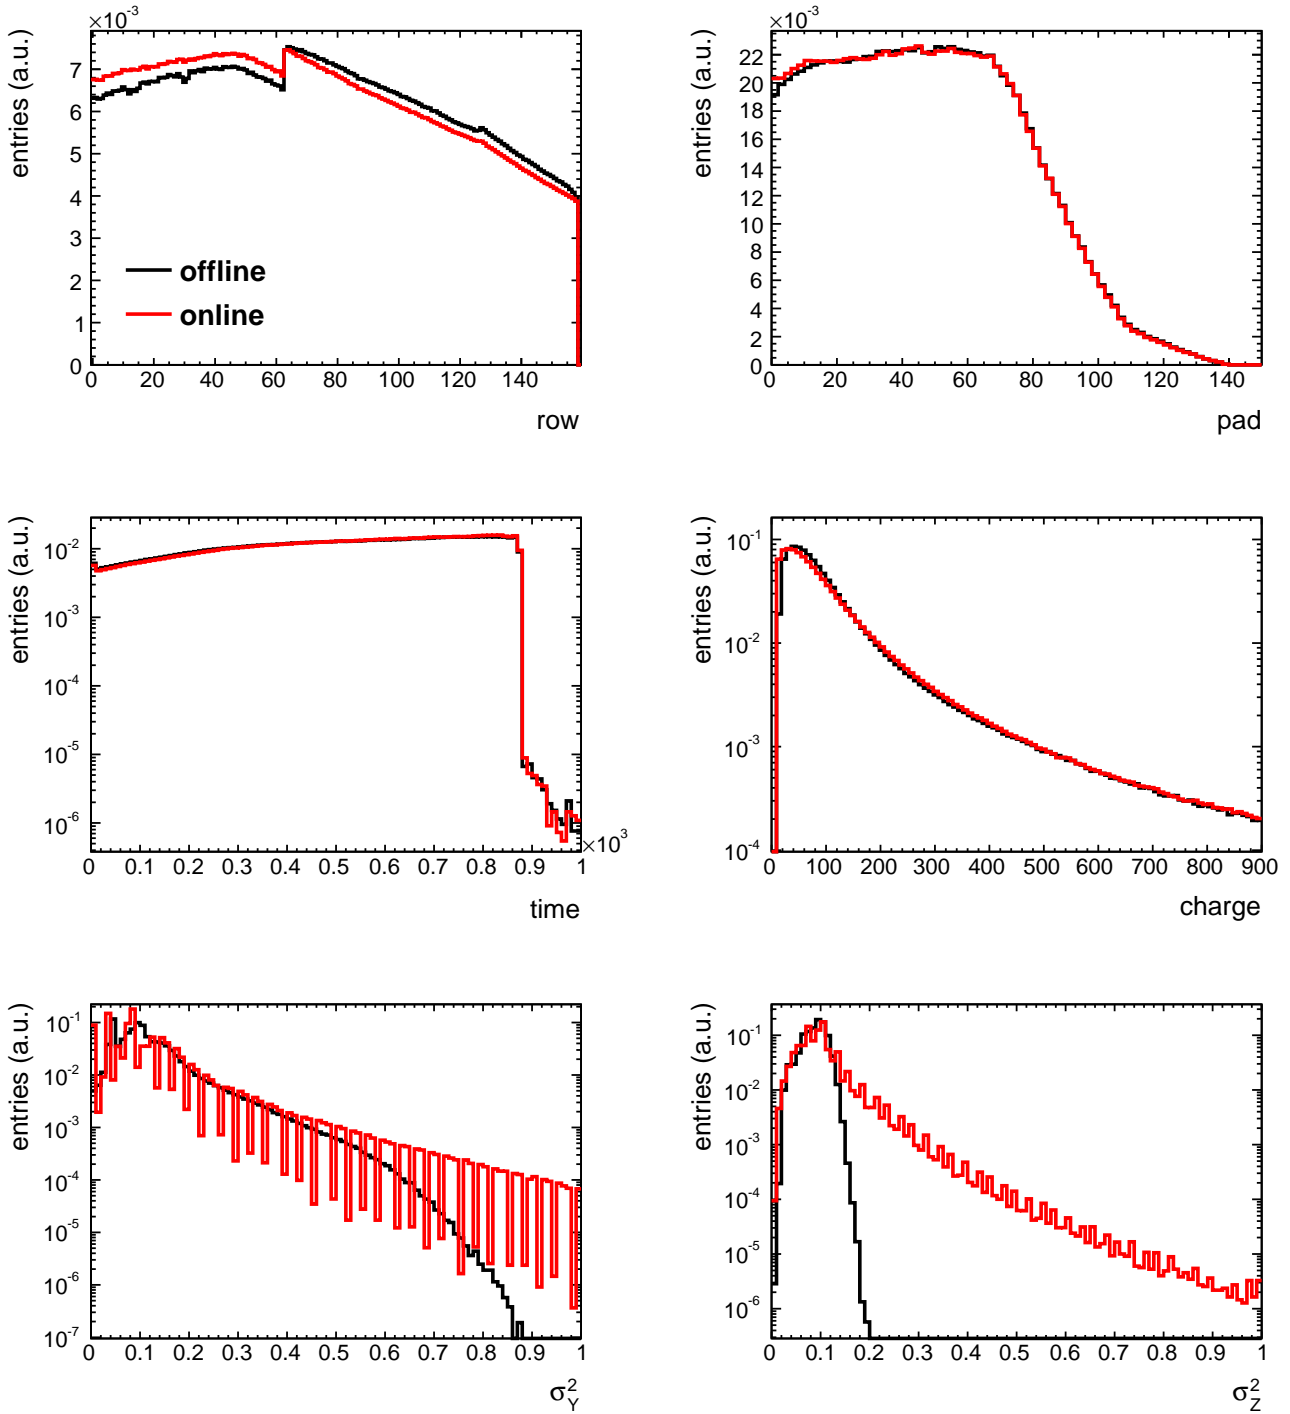 ×10⁻³
entries (a.u.)
7
6
5
4
3
2
1
0
offline
online
0 20 40 60 80 100 120 140
row
×10⁻³
entries (a.u.)
22
20
18
16
14
12
10
8
6
4
2
0
0 20 40 60 80 100 120 140
pad
entries (a.u.)
10⁻²
10⁻³
10⁻⁴
10⁻⁵
10⁻⁶
×10³
0 0.1 0.2 0.3 0.4 0.5 0.6 0.7 0.8 0.9 1
time
entries (a.u.)
10⁻¹
10⁻²
10⁻³
10⁻⁴
0 100 200 300 400 500 600 700 800 900
charge
entries (a.u.)
10⁻¹
10⁻²
10⁻³
10⁻⁴
10⁻⁵
10⁻⁶
10⁻⁷
0 0.1 0.2 0.3 0.4 0.5 0.6 0.7 0.8 0.9 1
σ²_Y
entries (a.u.)
10⁻¹
10⁻²
10⁻³
10⁻⁴
10⁻⁵
10⁻⁶
0 0.1 0.2 0.3 0.4 0.5 0.6 0.7 0.8 0.9 1
σ²_Z